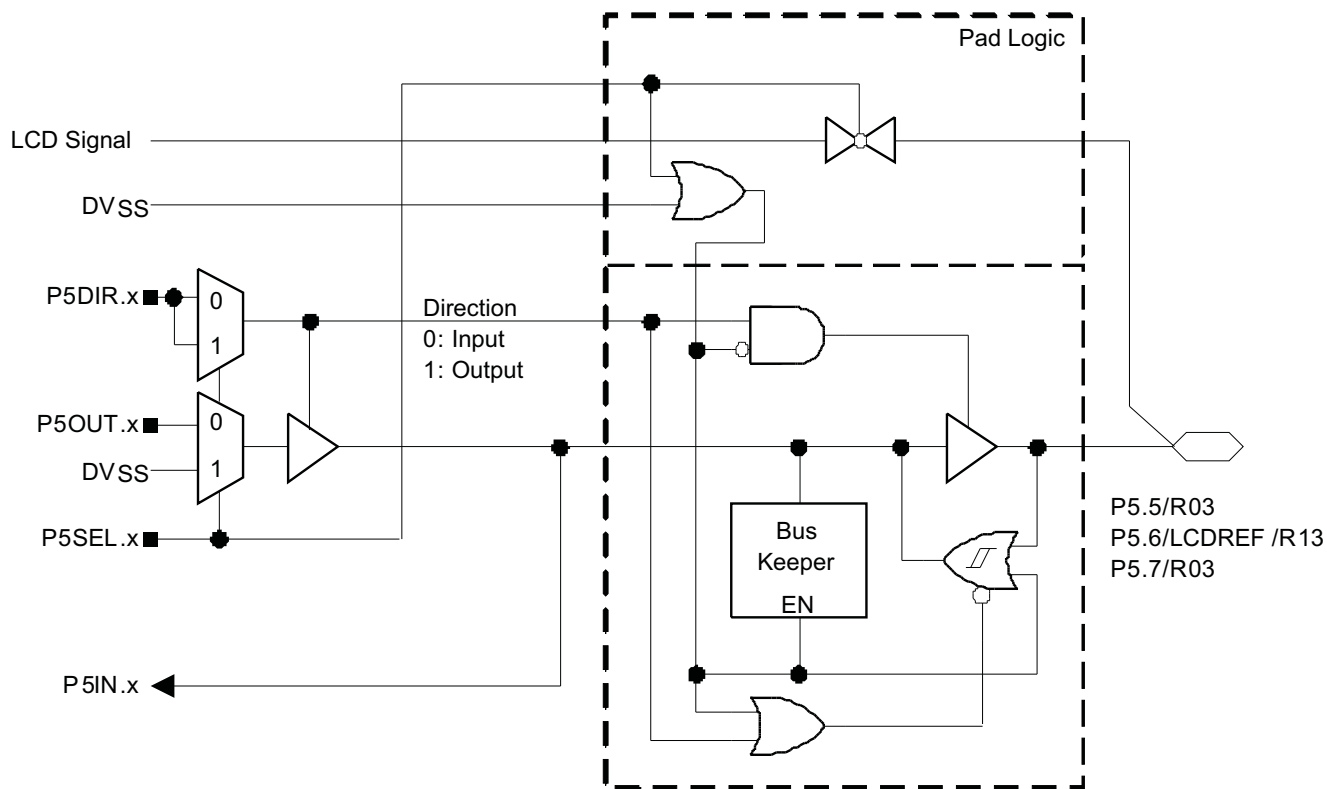 Pad Logic
LCD Signal
DVSS
P5DIR.x
0
1
Direction
0: Input
1: Output
P5OUT.x
0
DVSS
1
P5SEL.x
Bus
Keeper
EN
P5.5/R03
P5.6/LCDREF /R13
P5.7/R03
P5IN.x